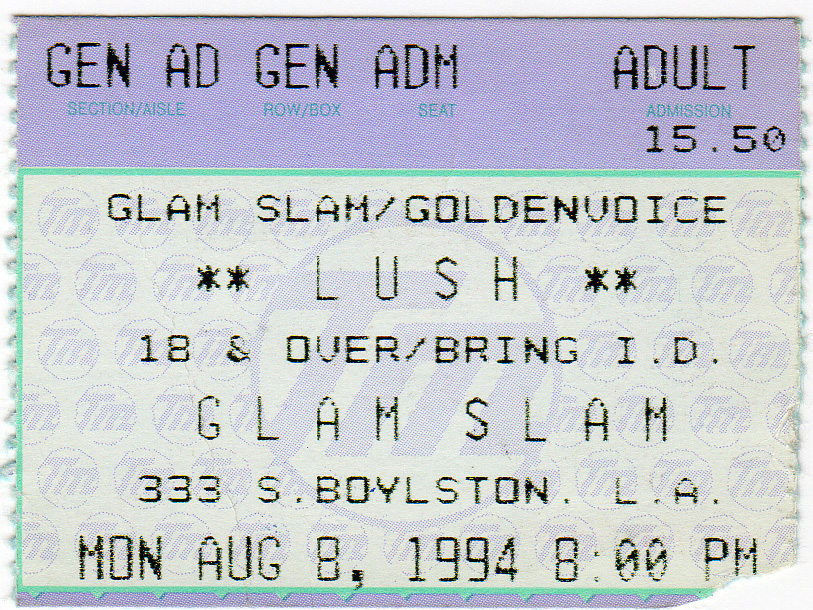 GEN AD GEN ADM ADULT
SECTION/AISLE ROW/BOX SEAT ADMISSION
15.50
GLAM SLAM/GOLDENVOICE
** LUSH **
18 & OVER/BRING I.D.
GLAM SLAM
333 S.BOYLSTON. L.A.
MON AUG 8, 1994 8:00 PM